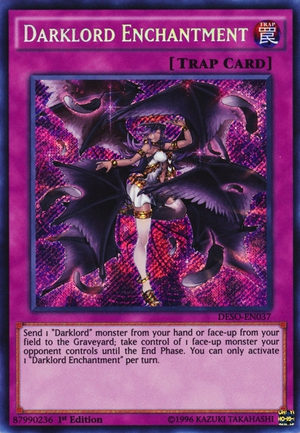 DARKLORD ENCHANTMENT
TRAP
罠
[TRAP CARD]
DESO-EN037
Send 1 "Darklord" monster from your hand or face-up from your
field to the Graveyard; take control of 1 face-up monster your
opponent controls until the End Phase. You can only activate
1 "Darklord Enchantment" per turn.
87990236 1st Edition
©1996 KAZUKI TAKAHASHI